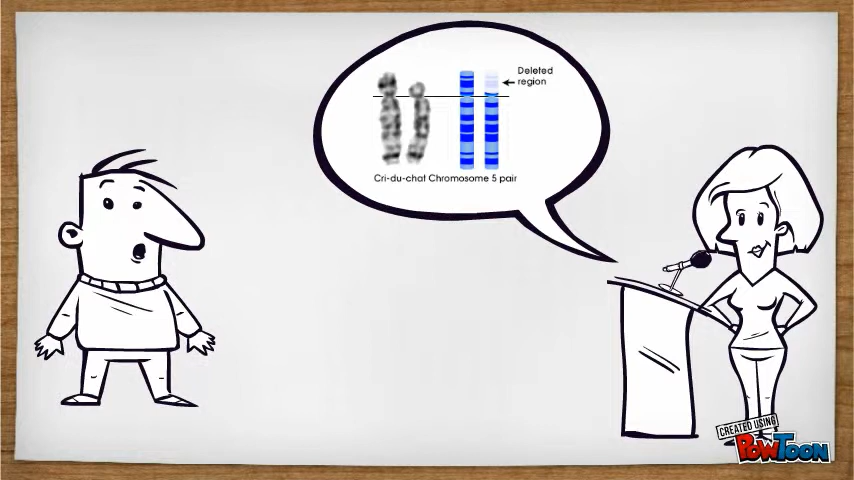 Deleted
region
Cri-du-chat Chromosome 5 pair
CREATED USING
POWTOON